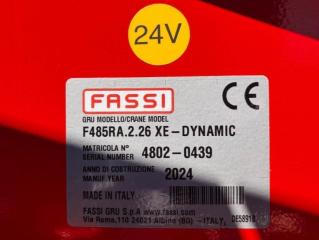 24V
FASSI CE
GRU MODELLO/CRANE MODEL
F485RA.2.26 XE-DYNAMIC
MATRICOLA N°
SERIAL NUMBER 4802-0439
ANNO DI COSTRUZIONE
MANUF.YEAR 2024
MADE IN ITALY
FASSI GRU S.p.A www.fassi.com
Via Roma,110 24021 Albino (BG) -ITALY, DE58918